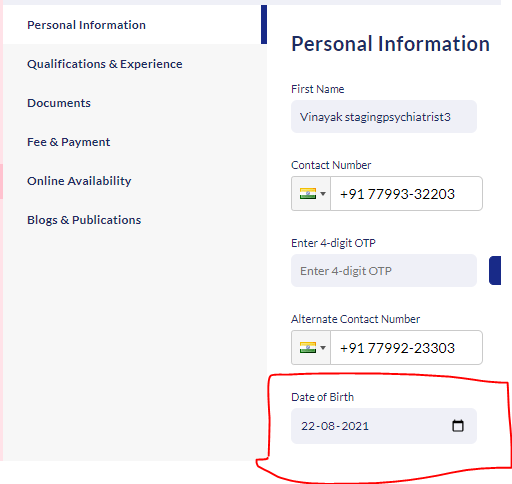 Personal Information
Qualifications & Experience
Documents
Fee & Payment
Online Availability
Blogs & Publications
Personal Information
First Name
Vinayak stagingpsychiatrist3
Contact Number
+91 77993-32203
Enter 4-digit OTP
Enter 4-digit OTP
Alternate Contact Number
+91 77992-23303
Date of Birth
22-08-2021